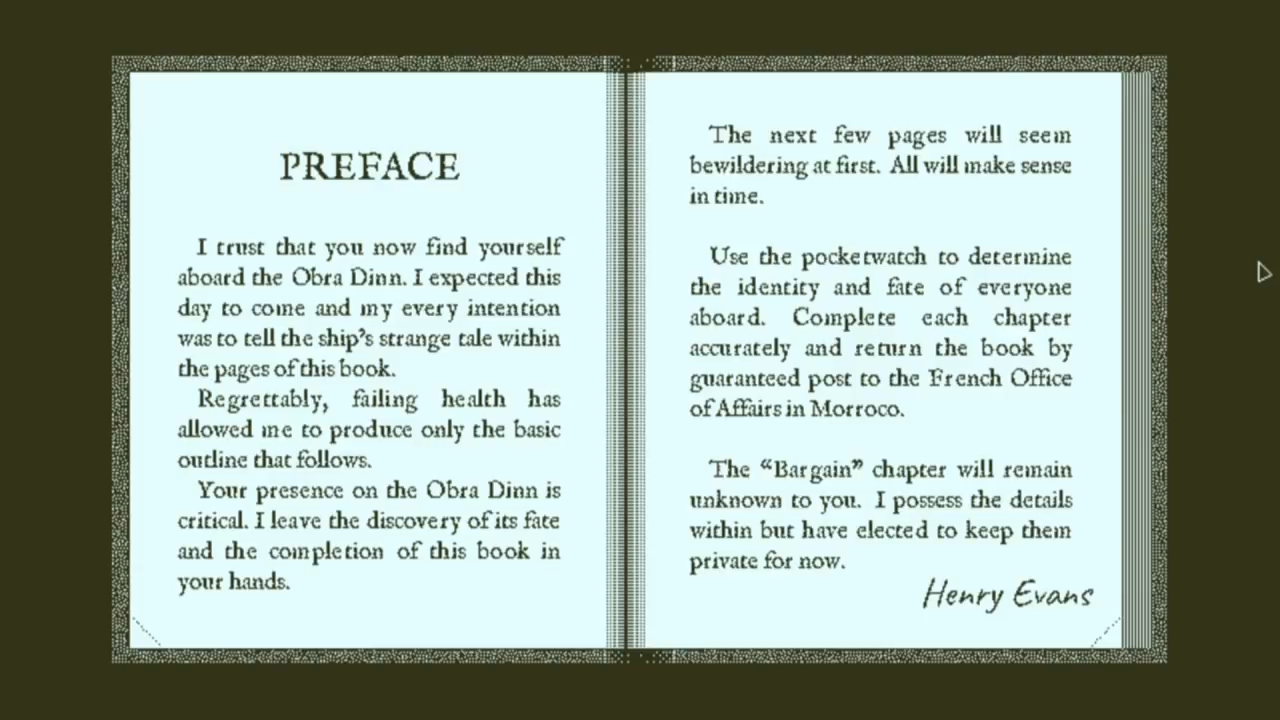 PREFACE
I trust that you now find yourself
aboard the Obra Dinn. I expected this
day to come and my every intention
was to tell the ship's strange tale within
the pages of this book.
Regrettably, failing health has
allowed me to produce only the basic
outline that follows.
Your presence on the Obra Dinn is
critical. I leave the discovery of its fate
and the completion of this book in
your hands.
The next few pages will seem
bewildering at first. All will make sense
in time.
Use the pocketwatch to determine
the identity and fate of everyone
aboard. Complete each chapter
accurately and return the book by
guaranteed post to the French Office
of Affairs in Morroco.
The “Bargain” chapter will remain
unknown to you. I possess the details
within but have elected to keep them
private for now.
Henry Evans